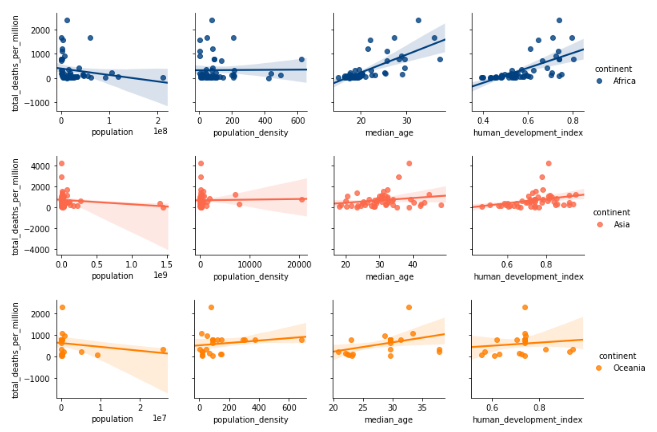 total_deaths_per_million
2000
1000
0
−1000
0
1
2
1e8
population
0
200
400
600
population_density
20
30
median_age
0.4
0.6
0.8
human_development_index
continent
Africa
total_deaths_per_million
4000
2000
0
−2000
−4000
0.0
0.5
1.0
1.5
1e9
population
0
10000
20000
population_density
20
30
40
median_age
0.6
0.8
human_development_index
continent
Asia
total_deaths_per_million
2000
1000
0
−1000
0
2
1e7
population
0
200
400
600
population_density
20
25
30
35
median_age
0.6
0.8
human_development_index
continent
Oceania